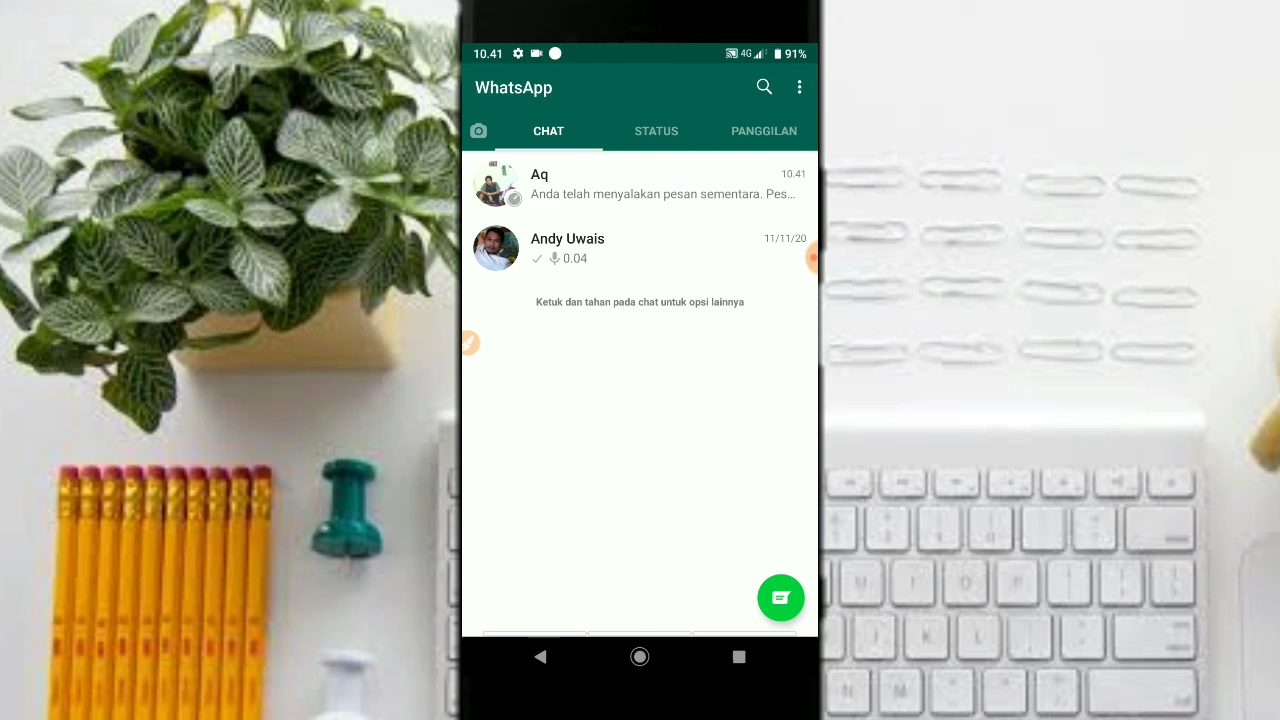 10.41
4G
91%
WhatsApp
CHAT
STATUS
PANGGILAN
Aq
10.41
Anda telah menyalakan pesan sementara. Pes...
Andy Uwais
11/11/20
0.04
Ketuk dan tahan pada chat untuk opsi lainnya